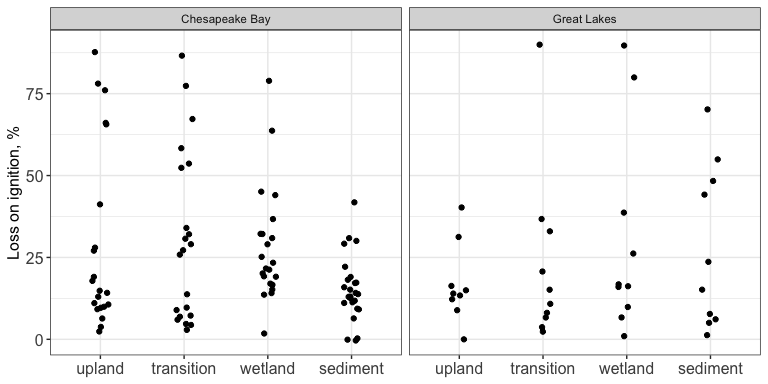 Chesapeake Bay
Great Lakes
Loss on ignition, %
75
50
25
0
upland transition wetland sediment
upland transition wetland sediment